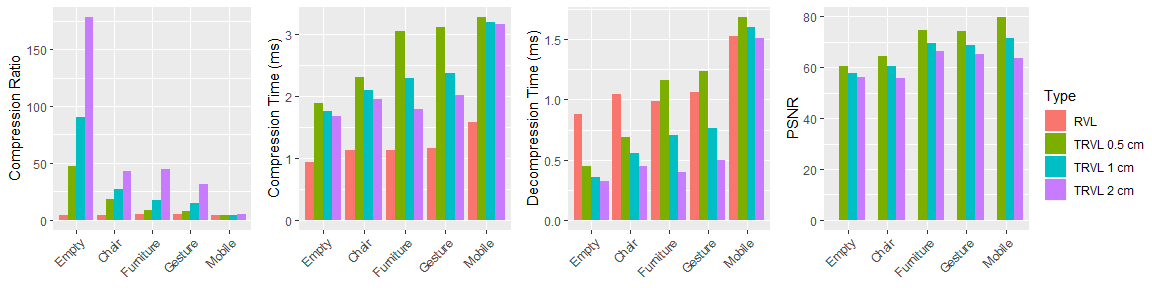 Compression Ratio
150
100
50
0
Empty
Chair
Furniture
Gesture
Mobile
Compression Time (ms)
3
2
1
0
Empty
Chair
Furniture
Gesture
Mobile
Decompression Time (ms)
1.5
1.0
0.5
0.0
Empty
Chair
Furniture
Gesture
Mobile
PSNR
80
60
40
20
0
Empty
Chair
Furniture
Gesture
Mobile
Type
RVL
TRVL 0.5 cm
TRVL 1 cm
TRVL 2 cm